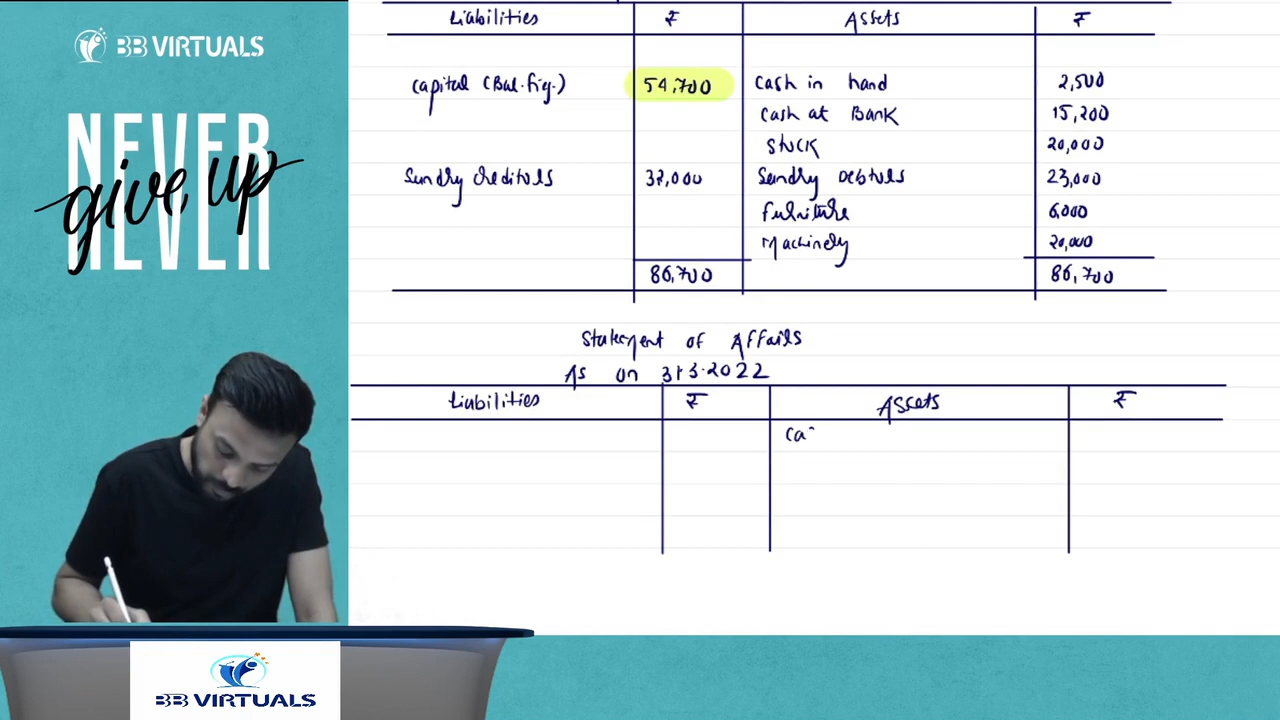 BB VIRTUALS
NEVER
give up
NEVER
Liabilities ₹ Assets ₹
Capital (Bal. fig.) 54,700 Cash in hand 2,500
Cash at Bank 15,200
Stock 20,000
Sundry Creditors 32,000 Sundry Debtors 23,000
Furniture 6,000
Machinery 20,000
86,700 86,700
Statement of Affairs
As on 31·3·2022
Liabilities ₹ Assets ₹
Ca
BB VIRTUALS